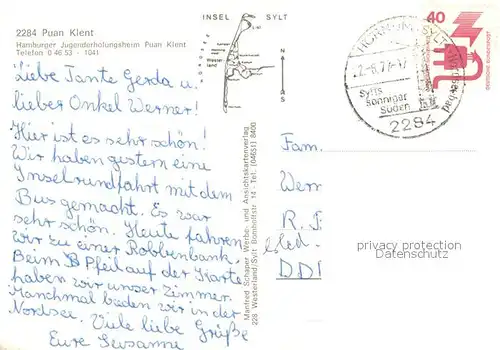 2284 Puan Klent
Hamburger Jugenderholungsheim Puan Klent
Telefon 0 46 53 - 1041
INSEL SYLT
Liebe Tante Gerda u.
lieber Onkel Werner!
Hier ist es sehr schön!
Wir haben gestern eine
Inselrundfahrt mit dem
Bus gemacht. Es war
sehr schön. Heute fahren
wir zu einer Robbenbank.
Beim Pfeil auf der Karte
haben wir unser Zimmer.
Manchmal baden wir in der
Nordsee. Viele liebe Grüße
Eure Susanne
Manfred Schaper Werbe- und Ansichtskartenverlag
228 Westerland/Sylt Bomhoffstr 14 - Tel. (04651) 8400
40
Sylts
sonniger
Süden
2284
Fam.
Wern
R. F
DD
privacy protection
Datenschutz